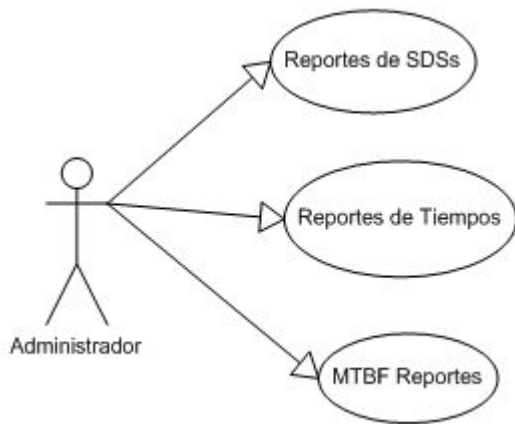 Reportes de SDSs
Reportes de Tiempos
Administrador
MTBF Reportes